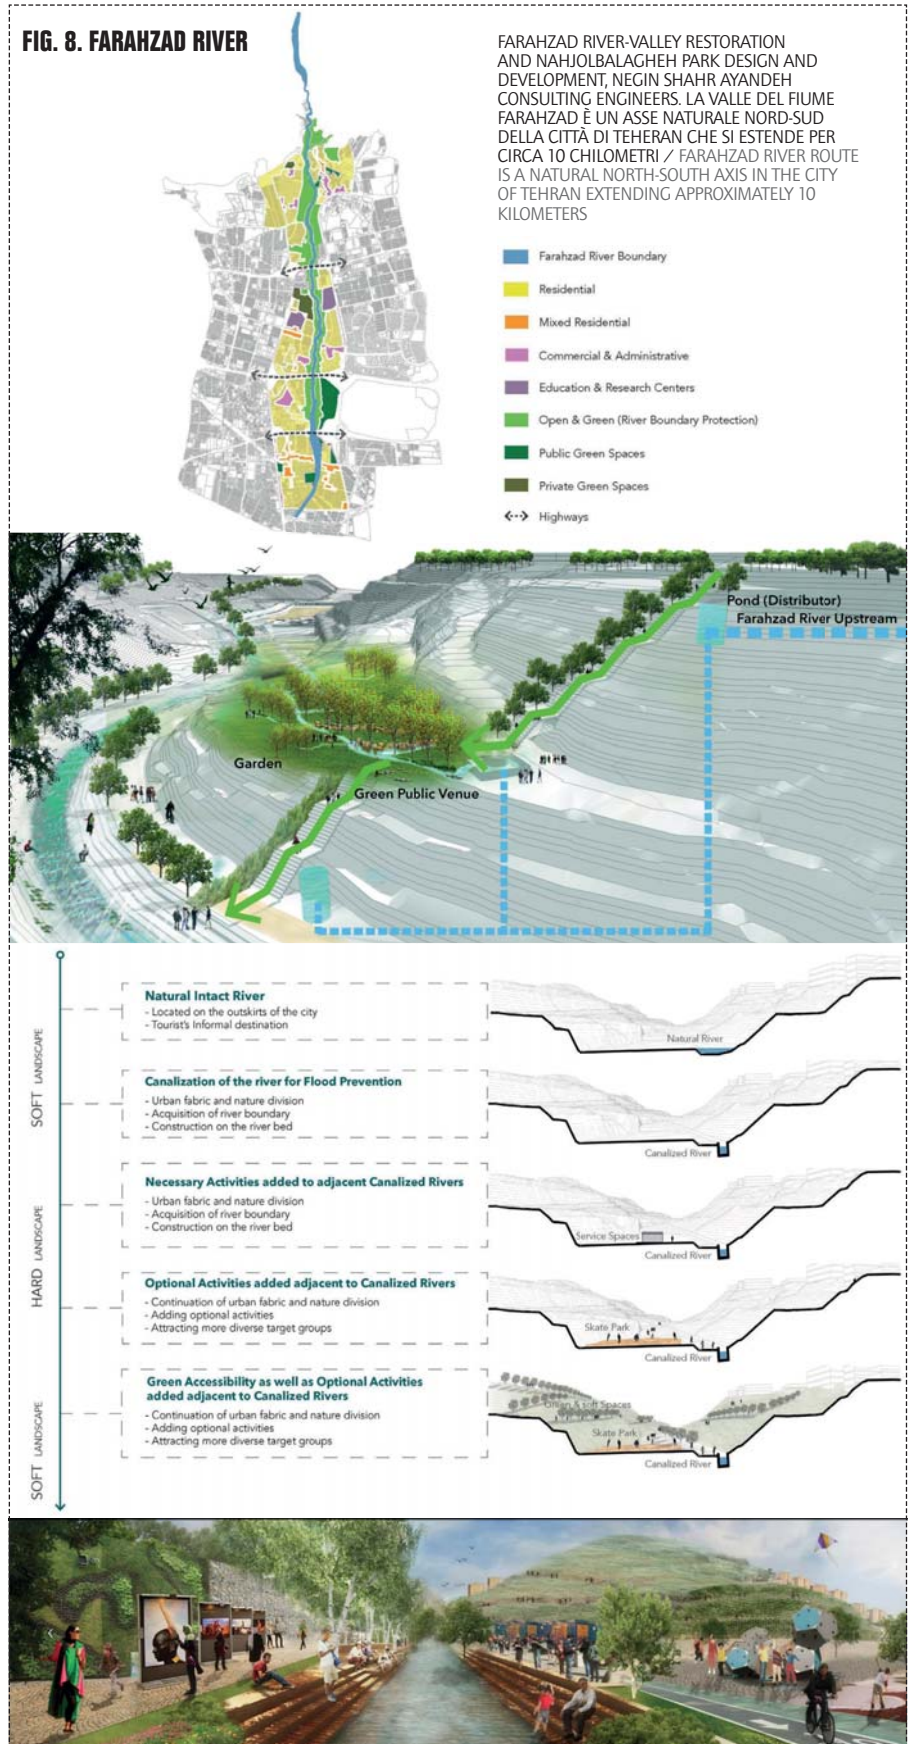 FIG. 8. FARAHZAD RIVER
FARAHZAD RIVER-VALLEY RESTORATION
AND NAHJOLBALAGHEH PARK DESIGN AND
DEVELOPMENT, NEGIN SHAHR AYANDEH
CONSULTING ENGINEERS. LA VALLE DEL FIUME
FARAHZAD È UN ASSE NATURALE NORD-SUD
DELLA CITTÀ DI TEHERAN CHE SI ESTENDE PER
CIRCA 10 CHILOMETRI / FARAHZAD RIVER ROUTE
IS A NATURAL NORTH-SOUTH AXIS IN THE CITY
OF TEHRAN EXTENDING APPROXIMATELY 10
KILOMETERS
Farahzad River Boundary
Residential
Mixed Residential
Commercial & Administrative
Education & Research Centers
Open & Green (River Boundary Protection)
Public Green Spaces
Private Green Spaces
Highways
Pond (Distributor)
Farahzad River Upstream
Garden
Green Public Venue
SOFT LANDSCAPE
HARD LANDSCAPE
SOFT LANDSCAPE
Natural Intact River
- Located on the outskirts of the city
- Tourist's Informal destination
Natural River
Canalization of the river for Flood Prevention
- Urban fabric and nature division
- Acquisition of river boundary
- Construction on the river bed
Canalized River
Necessary Activities added to adjacent Canalized Rivers
- Urban fabric and nature division
- Acquisition of river boundary
- Construction on the river bed
Service Spaces
Canalized River
Optional Activities added adjacent to Canalized Rivers
- Continuation of urban fabric and nature division
- Adding optional activities
- Attracting more diverse target groups
Skate Park
Canalized River
Green Accessibility as well as Optional Activities
added adjacent to Canalized Rivers
- Continuation of urban fabric and nature division
- Adding optional activities
- Attracting more diverse target groups
Green & soft Spaces
Skate Park
Canalized River